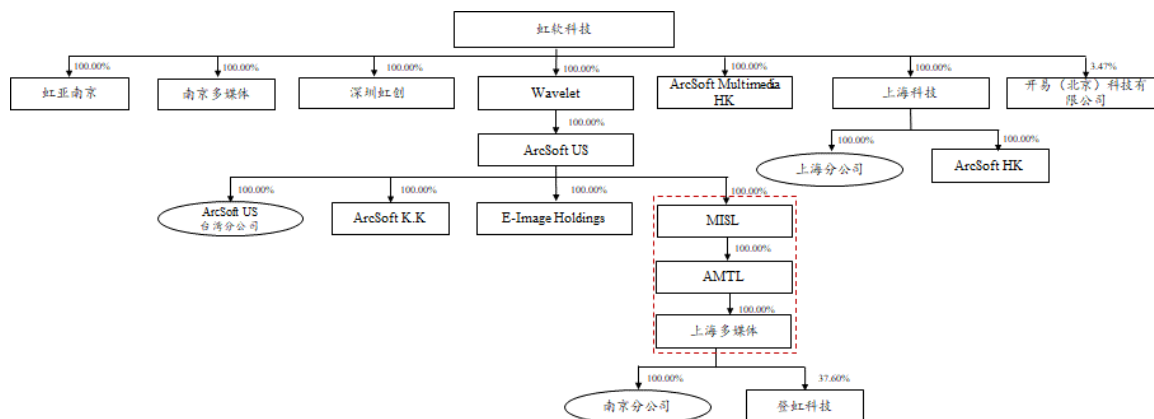 虹软科技
100.00%
100.00%
100.00%
100.00%
100.00%
100.00%
3.47%
虹亚南京
南京多媒体
深圳虹创
Wavelet
ArcSoft Multimedia
HK
上海科技
开易（北京）科技有
限公司
100.00%
100.00%
100.00%
ArcSoft US
上海分公司
ArcSoft HK
100.00%
100.00%
100.00%
100.00%
ArcSoft US
台湾分公司
ArcSoft K.K
E-Image Holdings
MISL
100.00%
AMTL
100.00%
上海多媒体
100.00%
37.60%
南京分公司
登虹科技